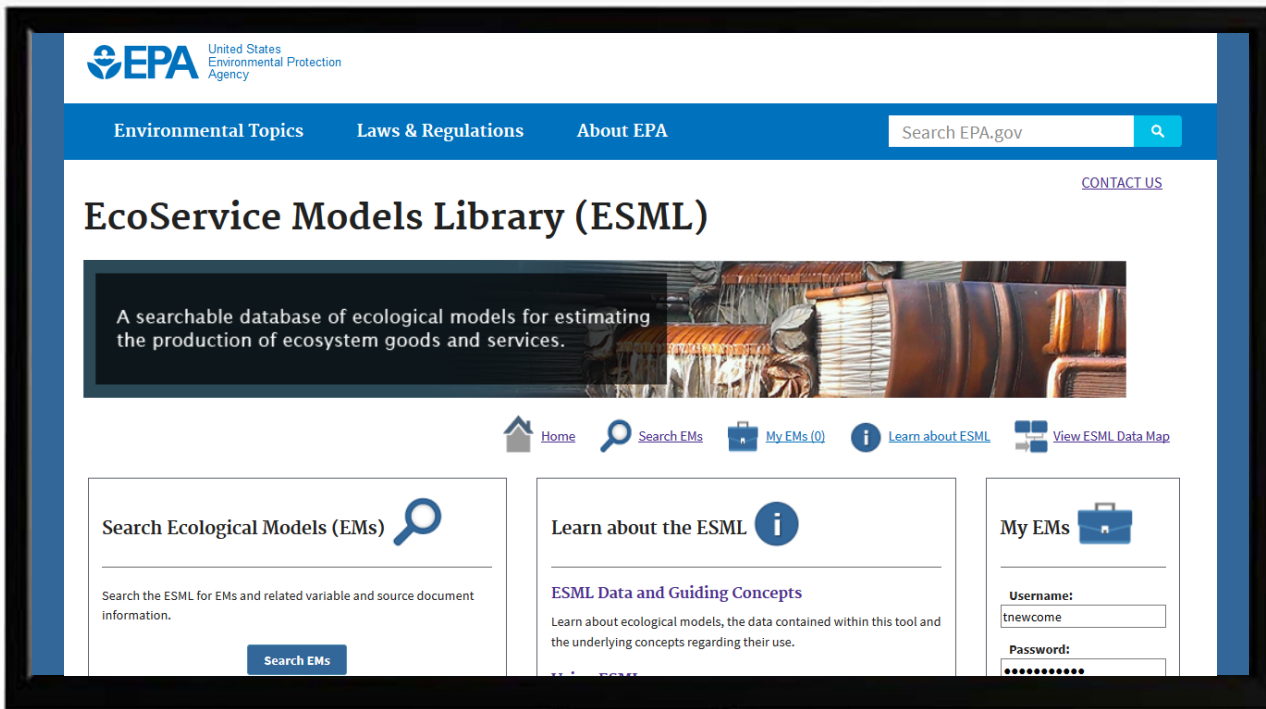 EPA
United States
Environmental Protection
Agency
Environmental Topics
Laws & Regulations
About EPA
Search EPA.gov
CONTACT US
EcoService Models Library (ESML)
A searchable database of ecological models for estimating
the production of ecosystem goods and services.
Home
Search EMs
My EMs (0)
Learn about ESML
View ESML Data Map
Search Ecological Models (EMs)
Search the ESML for EMs and related variable and source document
information.
Search EMs
Learn about the ESML
ESML Data and Guiding Concepts
Learn about ecological models, the data contained within this tool and
the underlying concepts regarding their use.
My EMs
Username:
tnewcome
Password: